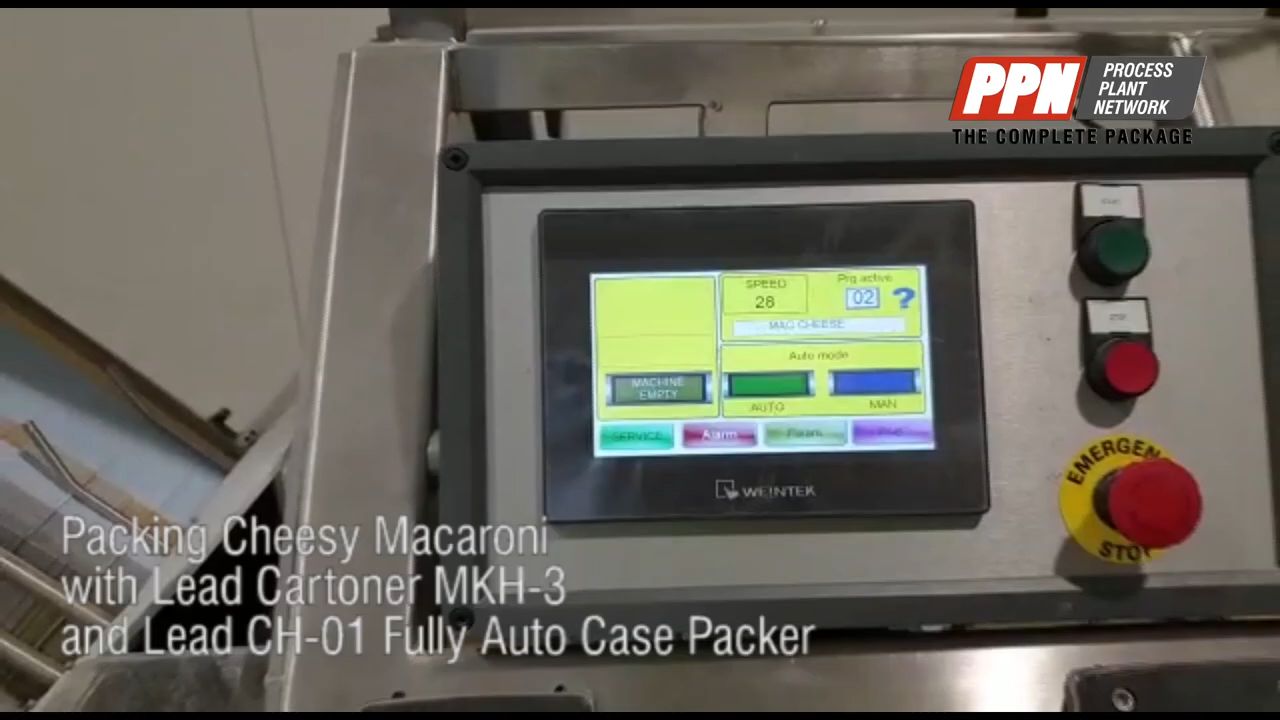 PPN
PROCESS
PLANT
NETWORK
THE COMPLETE PACKAGE
SPEED
28
Prg active
02
?
MAC CHEESE
Auto mode
MACHINE
EMPTY
AUTO
MAN
SERVICE
Alarm
Param
WEINTEK
EMERGEN
STOP
Packing Cheesy Macaroni
with Lead Cartoner MKH-3
and Lead CH-01 Fully Auto Case Packer